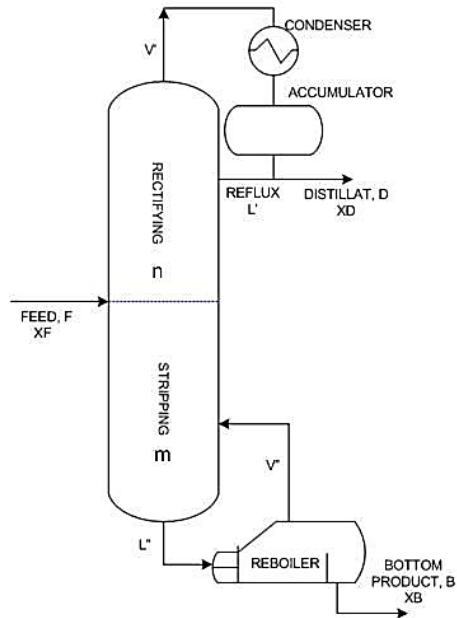 CONDENSER
V'
ACCUMULATOR
RECTIFYING
REFLUX
L'
DISTILLAT, D
XD
n
FEED, F
XF
STRIPPING
m
V"
L"
REBOILER
BOTTOM
PRODUCT, B
XB